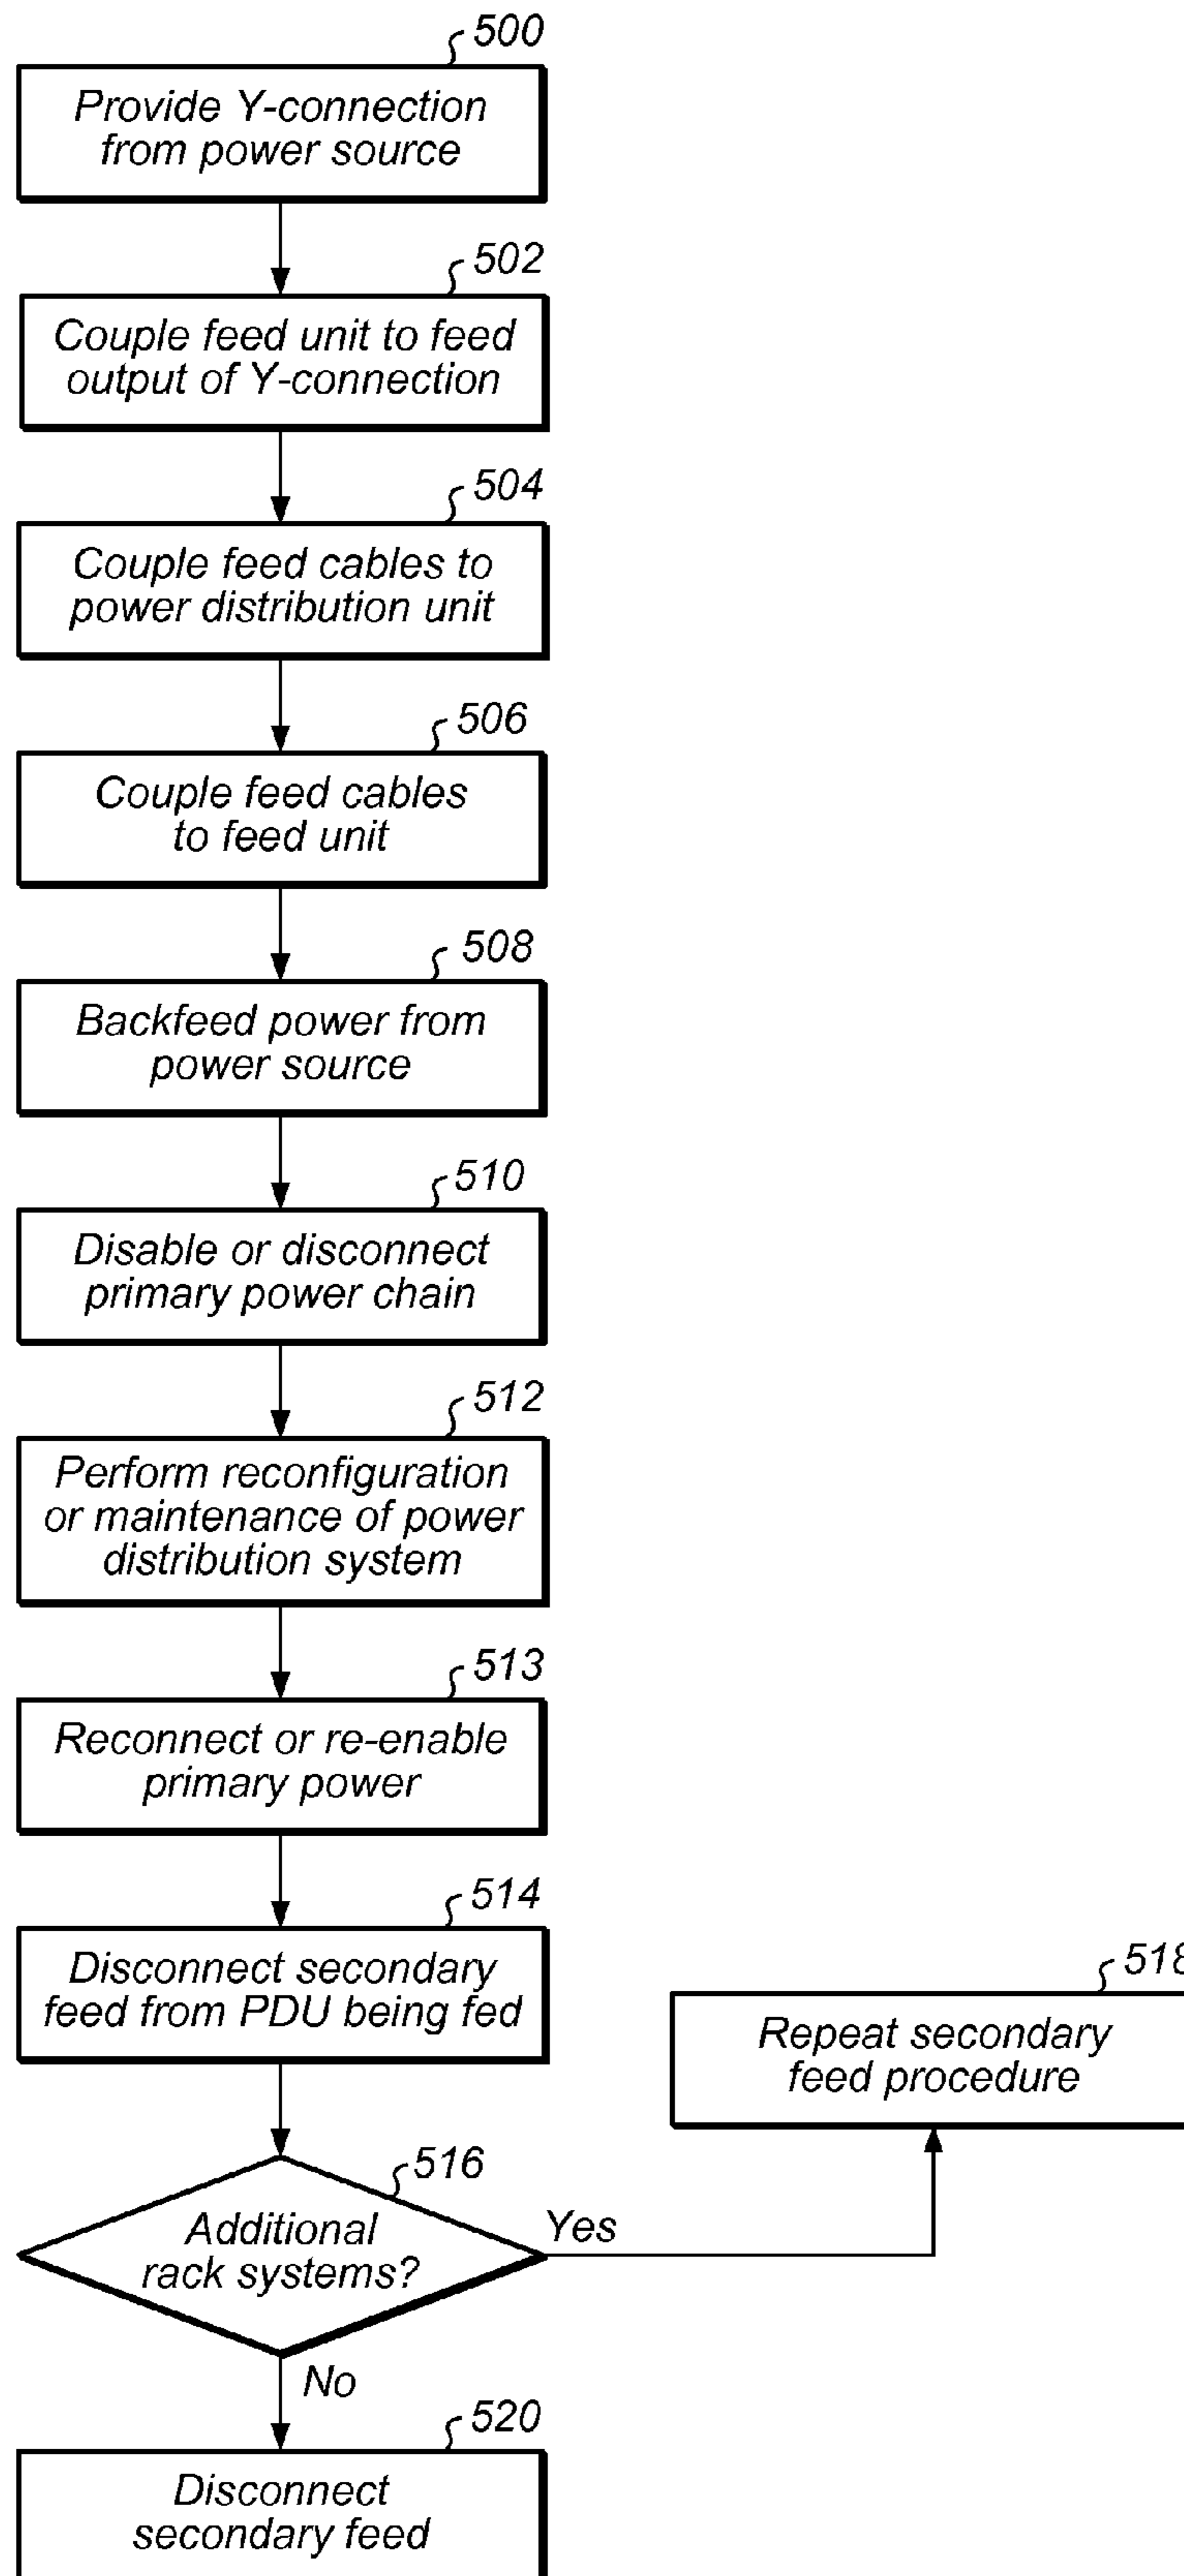 500
Provide Y-connection
from power source
502
Couple feed unit to feed
output of Y-connection
504
Couple feed cables to
power distribution unit
506
Couple feed cables
to feed unit
508
Backfeed power from
power source
510
Disable or disconnect
primary power chain
512
Perform reconfiguration
or maintenance of power
distribution system
513
Reconnect or re-enable
primary power
514
Disconnect secondary
feed from PDU being fed
516
Additional
rack systems?
Yes
518
Repeat secondary
feed procedure
No
520
Disconnect
secondary feed